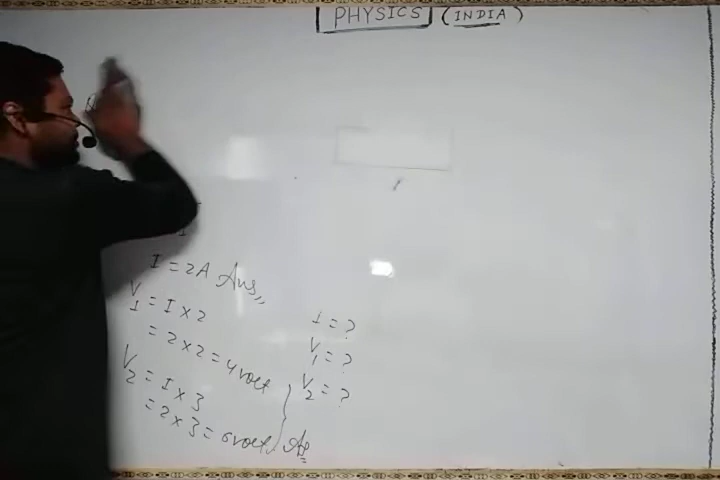 PHYSICS (INDIA)
I = 2A Ans,,
V1 = I × 2
= 2×2 = 4 volt
V2 = I × 3
= 2×3 = 6 volt
I = ?
V1 = ?
V2 = ?